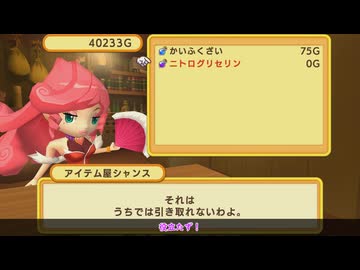 40233G
かいふくざい 75G
ニトログリセリン 0G
アイテム屋シャンス
それは
うちでは引き取れないわよ。
役立たず！